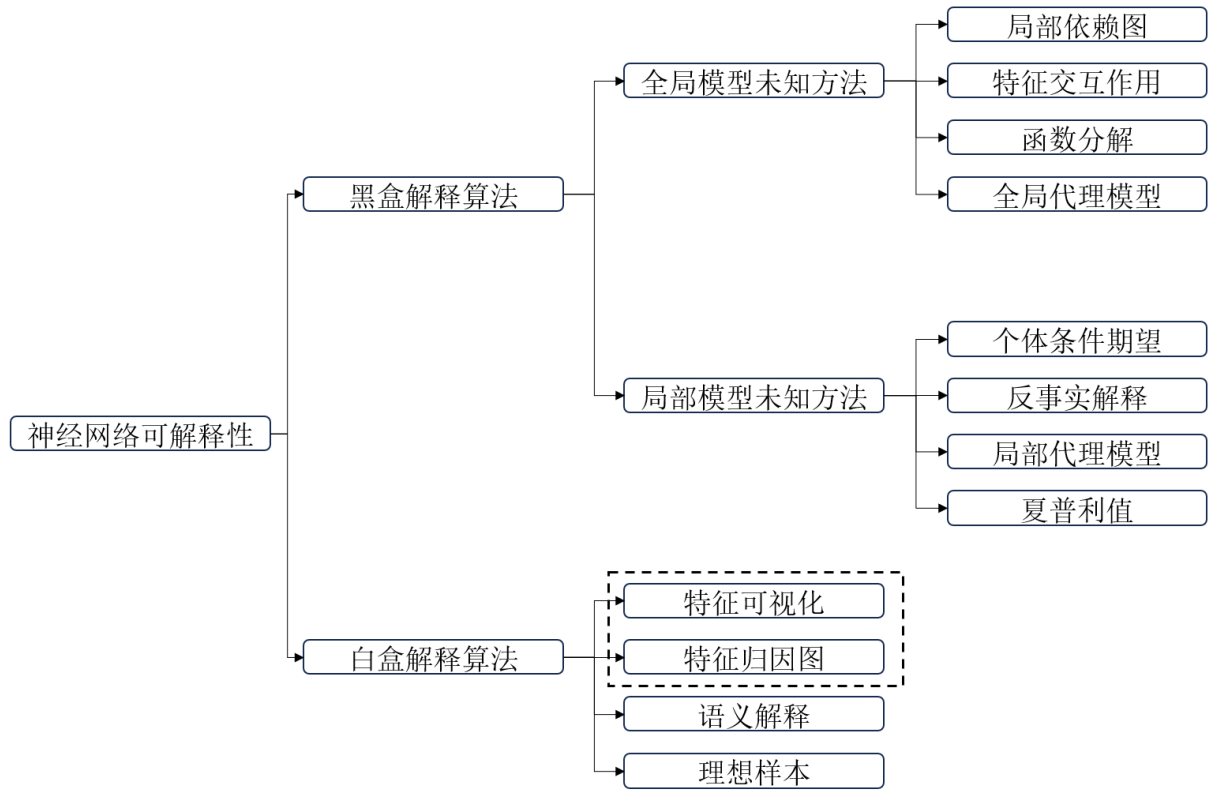 神经网络可解释性
黑盒解释算法
全局模型未知方法
局部依赖图
特征交互作用
函数分解
全局代理模型
局部模型未知方法
个体条件期望
反事实解释
局部代理模型
夏普利值
白盒解释算法
特征可视化
特征归因图
语义解释
理想样本